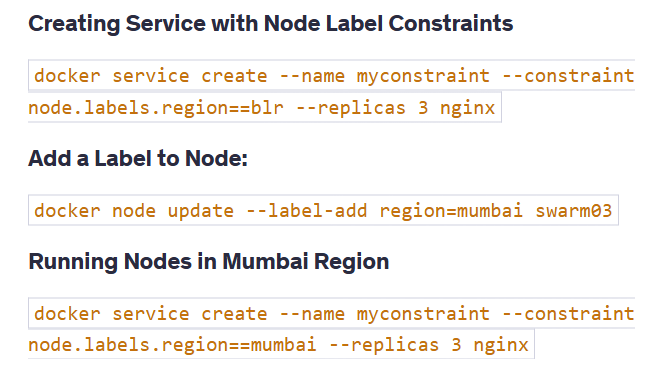 Creating Service with Node Label Constraints
docker service create --name myconstraint --constraint
node.labels.region==blr --replicas 3 nginx
Add a Label to Node:
docker node update --label-add region=mumbai swarm03
Running Nodes in Mumbai Region
docker service create --name myconstraint --constraint
node.labels.region==mumbai --replicas 3 nginx